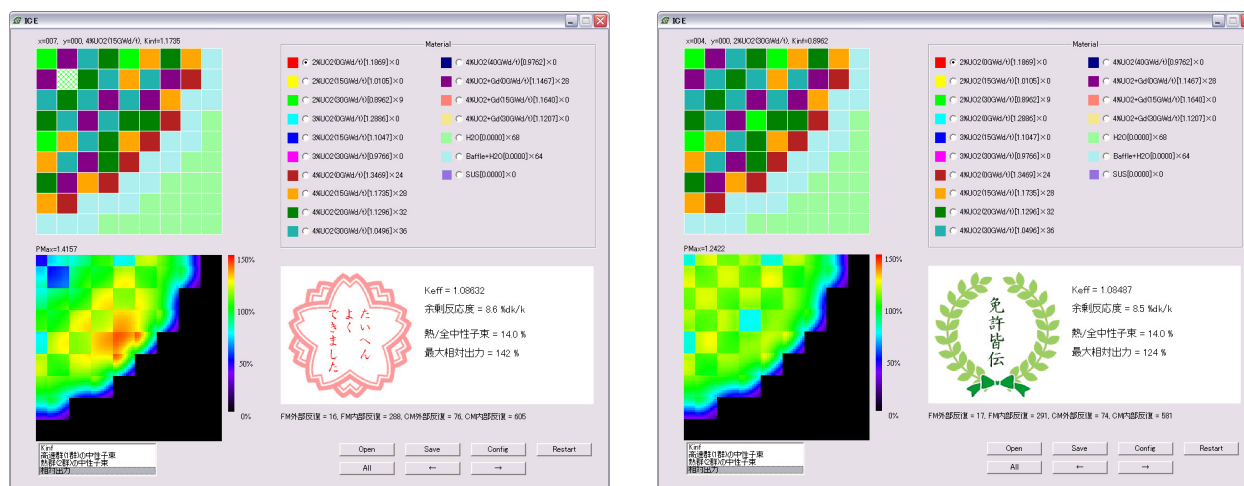 ICE
x=007, y=000, 4%UO2(15GWd/t), Kinf=1.1735
Material
2%UO2(0GWd/t)[1.1869]×0
2%UO2(15GWd/t)[1.0105]×0
2%UO2(30GWd/t)[0.8962]×9
3%UO2(0GWd/t)[1.2886]×0
3%UO2(15GWd/t)[1.1047]×0
3%UO2(30GWd/t)[0.9766]×0
4%UO2(0GWd/t)[1.3469]×24
4%UO2(15GWd/t)[1.1735]×28
4%UO2(20GWd/t)[1.1296]×32
4%UO2(30GWd/t)[1.0496]×36
4%UO2(40GWd/t)[0.9762]×0
4%UO2+Gd(0GWd/t)[1.1467]×28
4%UO2+Gd(15GWd/t)[1.1640]×0
4%UO2+Gd(30GWd/t)[1.1207]×0
H2O[0.0000]×68
Baffle+H2O[0.0000]×64
SUS[0.0000]×0
PMax=1.4157
150%
100%
50%
0%
たいへん
よく
できました
Keff = 1.08632
余剰反応度 = 8.6 %dk/k
熱/全中性子束 = 14.0 %
最大相対出力 = 142 %
FM外部反復 = 16, FM内部反復 = 288, CM外部反復 = 76, CM内部反復 = 605
Kinf
高速群(1群)の中性子束
熱群(2群)の中性子束
相対出力
Open
Save
Config
Restart
All
←
→
ICE
x=004, y=000, 2%UO2(30GWd/t), Kinf=0.8962
Material
2%UO2(0GWd/t)[1.1869]×0
2%UO2(15GWd/t)[1.0105]×0
2%UO2(30GWd/t)[0.8962]×9
3%UO2(0GWd/t)[1.2886]×0
3%UO2(15GWd/t)[1.1047]×0
3%UO2(30GWd/t)[0.9766]×0
4%UO2(0GWd/t)[1.3469]×24
4%UO2(15GWd/t)[1.1735]×28
4%UO2(20GWd/t)[1.1296]×32
4%UO2(30GWd/t)[1.0496]×36
4%UO2(40GWd/t)[0.9762]×0
4%UO2+Gd(0GWd/t)[1.1467]×28
4%UO2+Gd(15GWd/t)[1.1640]×0
4%UO2+Gd(30GWd/t)[1.1207]×0
H2O[0.0000]×68
Baffle+H2O[0.0000]×64
SUS[0.0000]×0
PMax=1.2422
150%
100%
50%
0%
免許皆伝
Keff = 1.08487
余剰反応度 = 8.5 %dk/k
熱/全中性子束 = 14.0 %
最大相対出力 = 124 %
FM外部反復 = 17, FM内部反復 = 291, CM外部反復 = 74, CM内部反復 = 581
Kinf
高速群(1群)の中性子束
熱群(2群)の中性子束
相対出力
Open
Save
Config
Restart
All
←
→